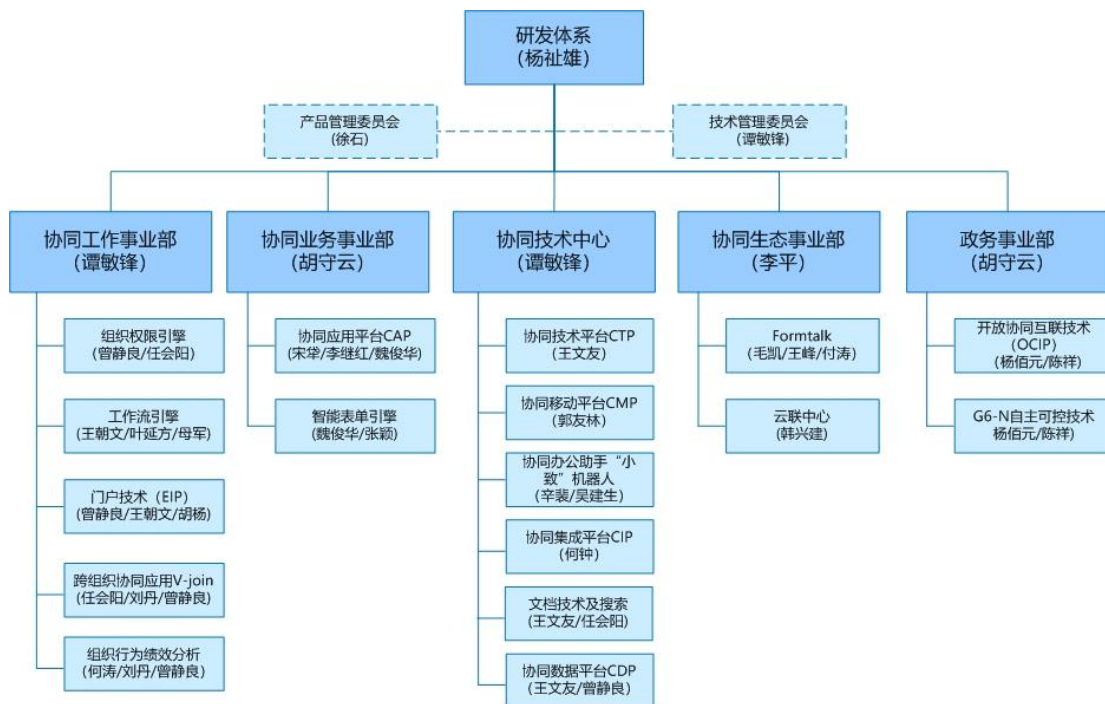 研发体系
(杨祉雄)
产品管理委员会
(徐石)
技术管理委员会
(谭敏锋)
协同工作事业部
(谭敏锋)
协同业务事业部
(胡守云)
协同技术中心
(谭敏锋)
协同生态事业部
(李平)
政务事业部
(胡守云)
组织权限引擎
(曾静良/任会阳)
工作流引擎
(王朝文/叶延方/母军)
门户技术（EIP）
(曾静良/王朝文/胡杨)
跨组织协同应用V-join
(任会阳/刘丹/曾静良)
组织行为绩效分析
(何涛/刘丹/曾静良)
协同应用平台CAP
(宋牮/李继红/魏俊华)
智能表单引擎
(魏俊华/张颖)
协同技术平台CTP
(王文友)
协同移动平台CMP
(郭友林)
协同办公助手“小
致”机器人
(辛裴/吴建生)
协同集成平台CIP
(何钟)
文档技术及搜索
(王文友/任会阳)
协同数据平台CDP
(王文友/曾静良)
Formtalk
(毛凯/王峰/付涛)
云联中心
(韩兴建)
开放协同互联技术
(OCIP)
杨佰元/陈祥)
G6-N自主可控技术
杨佰元/陈祥)